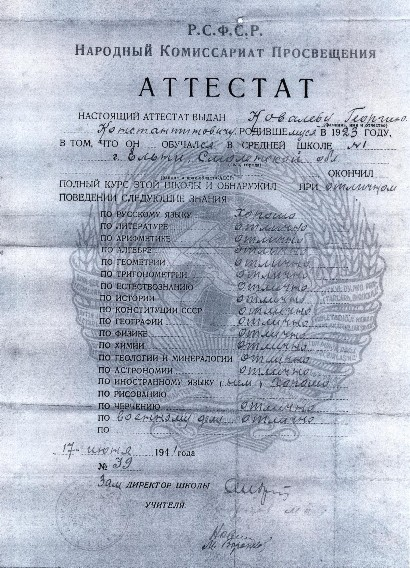 Р.С.Ф.С.Р.
Народный Комиссариат Просвещения
АТТЕСТАТ
НАСТОЯЩИЙ АТТЕСТАТ ВЫДАН Ковалеву Георгию
Константиновичу РОДИВШЕмуся В 1923 ГОДУ,
В ТОМ, ЧТО ОН ОБУЧАЛСЯ В СРЕДНЕЙ ШКОЛЕ №1
г. Ельни, Смоленской обл
ОКОНЧИЛ
ПОЛНЫЙ КУРС ЭТОЙ ШКОЛЫ И ОБНАРУЖИЛ ПРИ отличном
ПОВЕДЕНИИ СЛЕДУЮЩИЕ ЗНАНИЯ
ПО РУССКОМУ ЯЗЫКУ хорошо
ПО ЛИТЕРАТУРЕ отлично
ПО АРИФМЕТИКЕ отлично
ПО АЛГЕБРЕ отлично
ПО ГЕОМЕТРИИ отлично
ПО ТРИГОНОМЕТРИИ отлично
ПО ЕСТЕСТВОЗНАНИЮ отлично
ПО ИСТОРИИ отлично
ПО КОНСТИТУЦИИ СССР отлично
ПО ГЕОГРАФИИ отлично
ПО ФИЗИКЕ отлично
ПО ХИМИИ отлично
ПО ГЕОЛОГИИ И МИНЕРАЛОГИИ отлично
ПО АСТРОНОМИИ отлично
ПО ИНОСТРАННОМУ ЯЗЫКУ (нем.) хорошо
ПО РИСОВАНИЮ
ПО ЧЕРЧЕНИЮ отлично
ПО военному делу отлично
ПО
17 июня 1941 года
№ 39
Зам ДИРЕКТОР ШКОЛЫ
УЧИТЕЛЯ